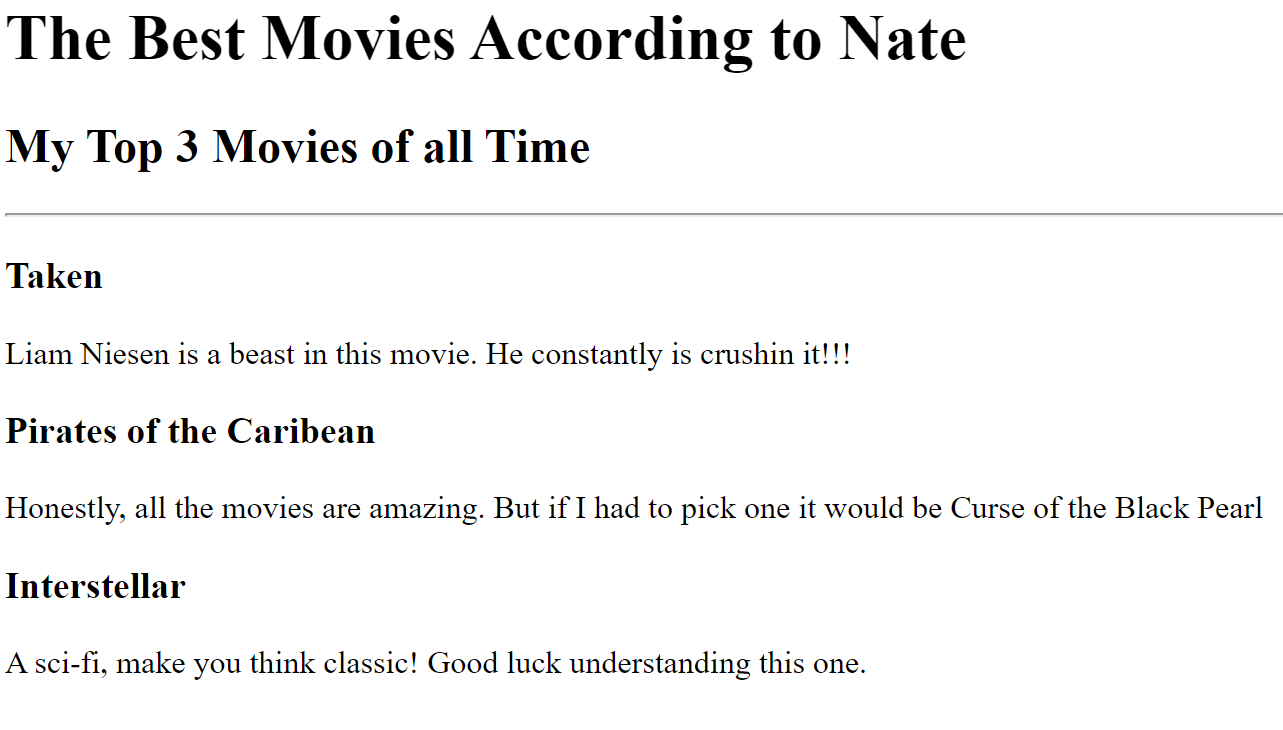 The Best Movies According to Nate
My Top 3 Movies of all Time
Taken
Liam Niesen is a beast in this movie. He constantly is crushin it!!!
Pirates of the Caribean
Honestly, all the movies are amazing. But if I had to pick one it would be Curse of the Black Pearl
Interstellar
A sci-fi, make you think classic! Good luck understanding this one.